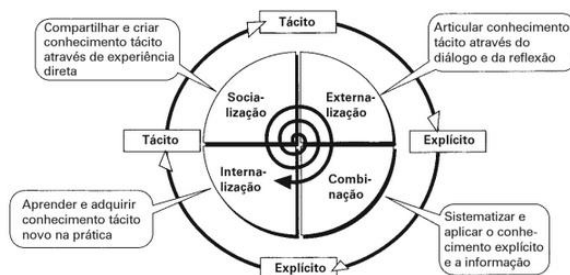 Tácito
Compartilhar e criar
conhecimento tácito
através de experiência
direta
Articular conhecimento
tácito através do
diálogo e da reflexão
Socia-
lização
Externa-
lização
Tácito
Explícito
Interna-
lização
Combi-
nação
Aprender e adquirir
conhecimento tácito
novo na prática
Sistematizar e
aplicar o conhe-
cimento explícito
e a informação
Explícito